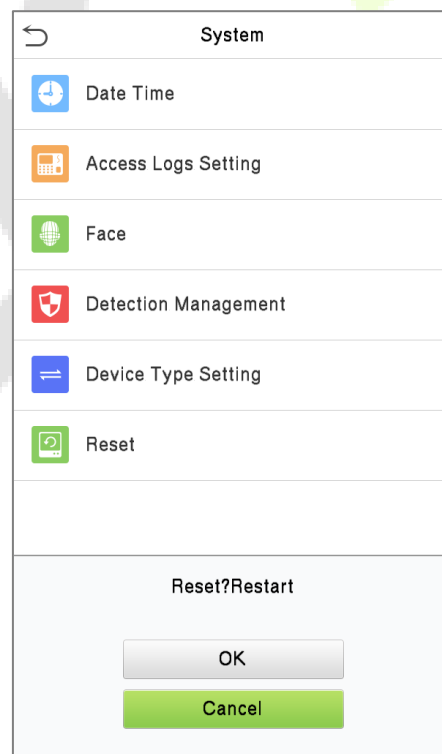 System
Date Time
Access Logs Setting
Face
Detection Management
Device Type Setting
Reset
Reset?Restart
OK
Cancel